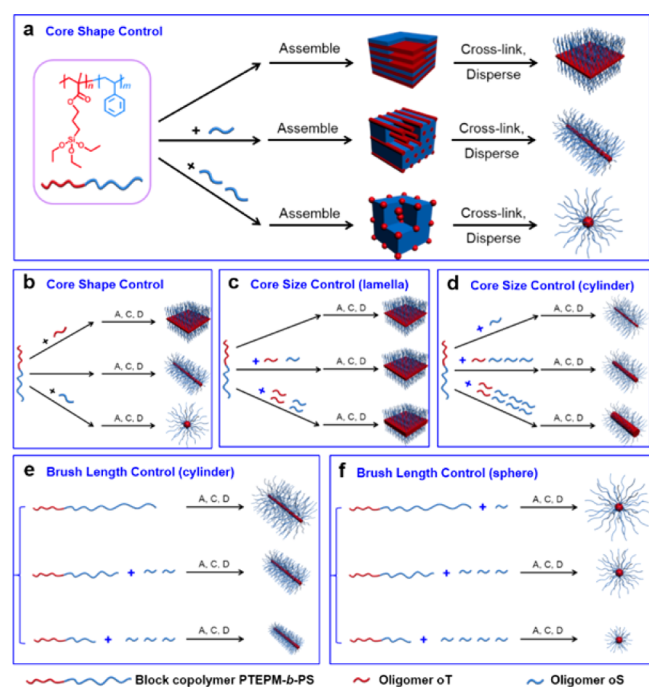 a Core Shape Control
Assemble
Cross-link,
Disperse
n
m
O
O
Si
O
O
O
+
Assemble
Cross-link,
Disperse
+
Assemble
Cross-link,
Disperse
b Core Shape Control
+
A, C, D
A, C, D
+
A, C, D
c Core Size Control (lamella)
A, C, D
+
A, C, D
+
A, C, D
d Core Size Control (cylinder)
+
A, C, D
+
A, C, D
+
A, C, D
e Brush Length Control (cylinder)
A, C, D
+
A, C, D
+
A, C, D
f Brush Length Control (sphere)
+
A, C, D
+
A, C, D
+
A, C, D
Block copolymer PTEPM-b-PS
Oligomer oT
Oligomer oS